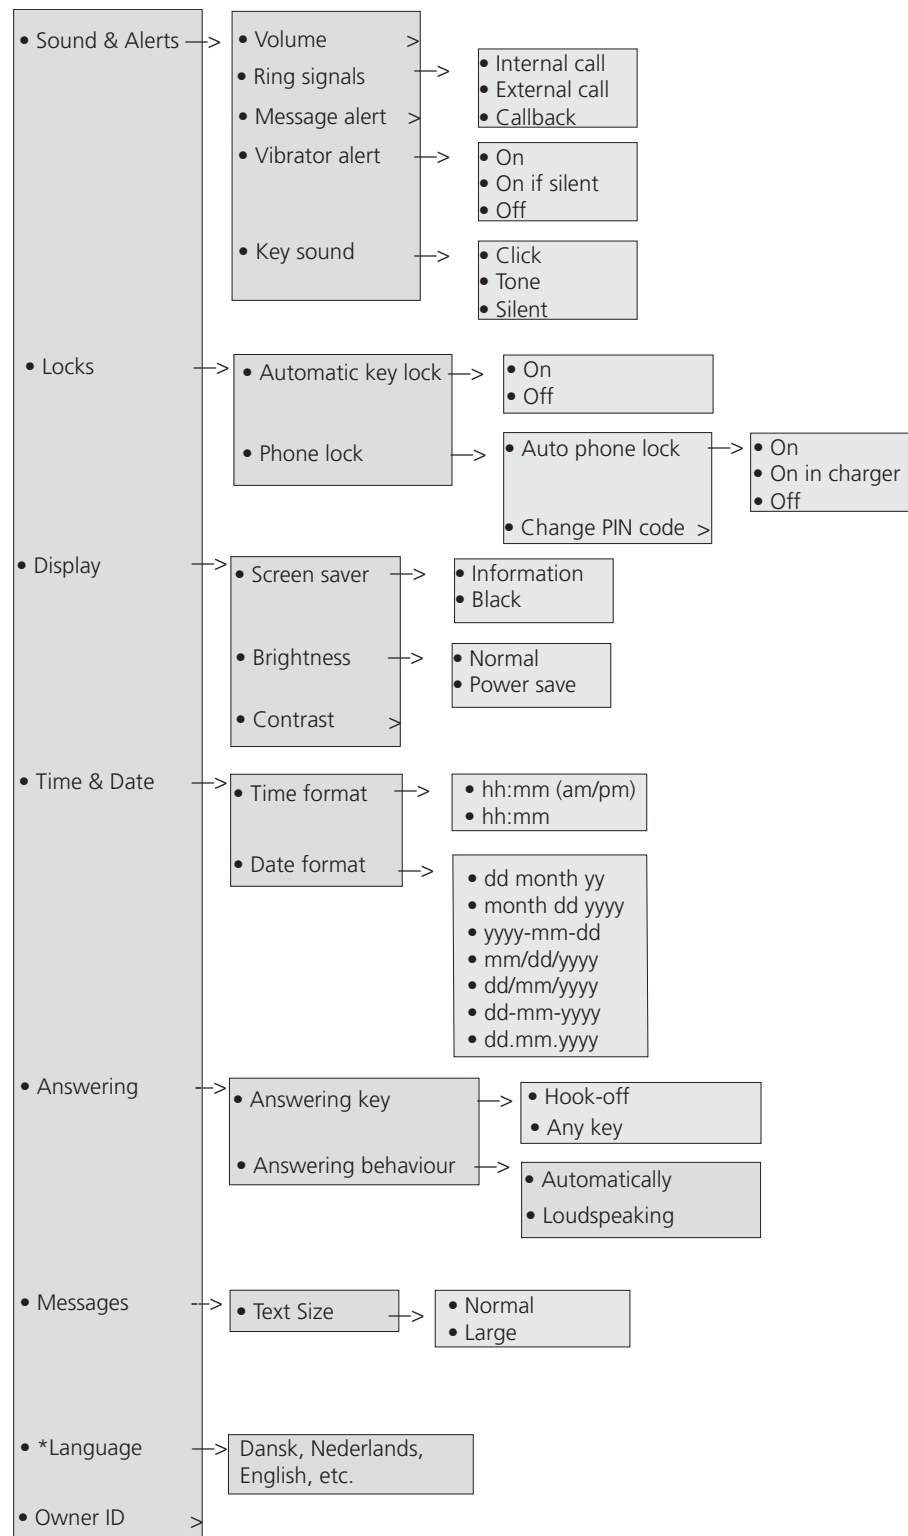 • Sound & Alerts >
• Volume >
• Ring signals >
• Internal call
• External call
• Callback
• Message alert >
• Vibrator alert >
• On
• On if silent
• Off
• Key sound >
• Click
• Tone
• Silent
• Locks >
• Automatic key lock >
• On
• Off
• Phone lock >
• Auto phone lock >
• On
• On in charger
• Off
• Change PIN code >
• Display >
• Screen saver >
• Information
• Black
• Brightness >
• Normal
• Power save
• Contrast >
• Time & Date >
• Time format >
• hh:mm (am/pm)
• hh:mm
• Date format >
• dd month yy
• month dd yyyy
• yyyy-mm-dd
• mm/dd/yyyy
• dd/mm/yyyy
• dd-mm-yyyy
• dd.mm.yyyy
• Answering >
• Answering key >
• Hook-off
• Any key
• Answering behaviour >
• Automatically
• Loudspeaking
• Messages >
• Text Size >
• Normal
• Large
• *Language >
Dansk, Nederlands,
English, etc.
• Owner ID >